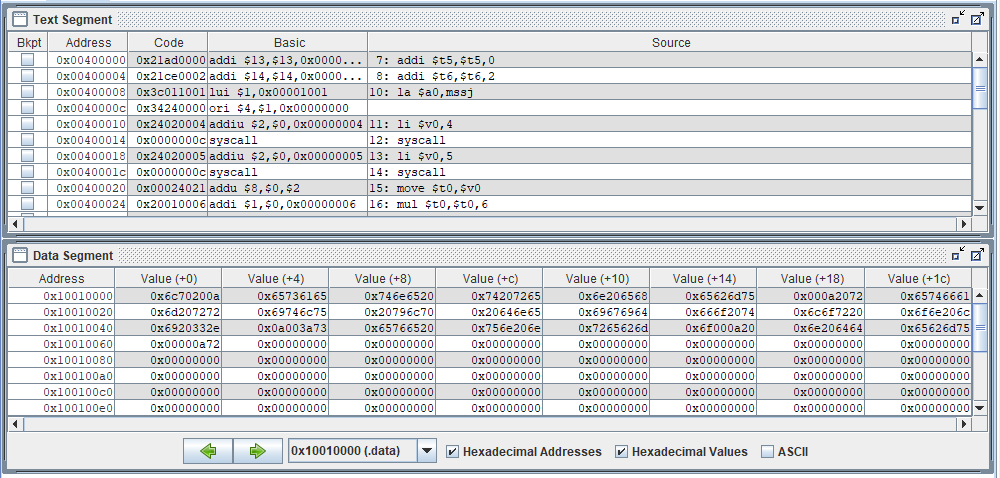 Text Segment
Bkpt Address Code Basic Source
0x00400000 0x21ad0000 addi $13,$13,0x0000... 7: addi $t5,$t5,0
0x00400004 0x21ce0002 addi $14,$14,0x0000... 8: addi $t6,$t6,2
0x00400008 0x3c011001 lui $1,0x00001001 10: la $a0,mssj
0x0040000c 0x34240000 ori $4,$1,0x00000000
0x00400010 0x24020004 addiu $2,$0,0x00000004 11: li $v0,4
0x00400014 0x0000000c syscall 12: syscall
0x00400018 0x24020005 addiu $2,$0,0x00000005 13: li $v0,5
0x0040001c 0x0000000c syscall 14: syscall
0x00400020 0x00024021 addu $8,$0,$2 15: move $t0,$v0
0x00400024 0x20010006 addi $1,$0,0x00000006 16: mul $t0,$t0,6
Data Segment
Address Value (+0) Value (+4) Value (+8) Value (+c) Value (+10) Value (+14) Value (+18) Value (+1c)
0x10010000 0x6c70200a 0x65736165 0x746e6520 0x74207265 0x6e206568 0x65626d75 0x000a2072 0x65746661
0x10010020 0x6d207272 0x69746c75 0x20796c70 0x20646e65 0x69676964 0x666f2074 0x6c6f7220 0x6f6e206c
0x10010040 0x6920332e 0x0a003a73 0x65766520 0x756e206e 0x7265626d 0x6f000a20 0x6e206464 0x65626d75
0x10010060 0x00000a72 0x00000000 0x00000000 0x00000000 0x00000000 0x00000000 0x00000000 0x00000000
0x10010080 0x00000000 0x00000000 0x00000000 0x00000000 0x00000000 0x00000000 0x00000000 0x00000000
0x100100a0 0x00000000 0x00000000 0x00000000 0x00000000 0x00000000 0x00000000 0x00000000 0x00000000
0x100100c0 0x00000000 0x00000000 0x00000000 0x00000000 0x00000000 0x00000000 0x00000000 0x00000000
0x100100e0 0x00000000 0x00000000 0x00000000 0x00000000 0x00000000 0x00000000 0x00000000 0x00000000
0x10010000 (.data) Hexadecimal Addresses Hexadecimal Values ASCII